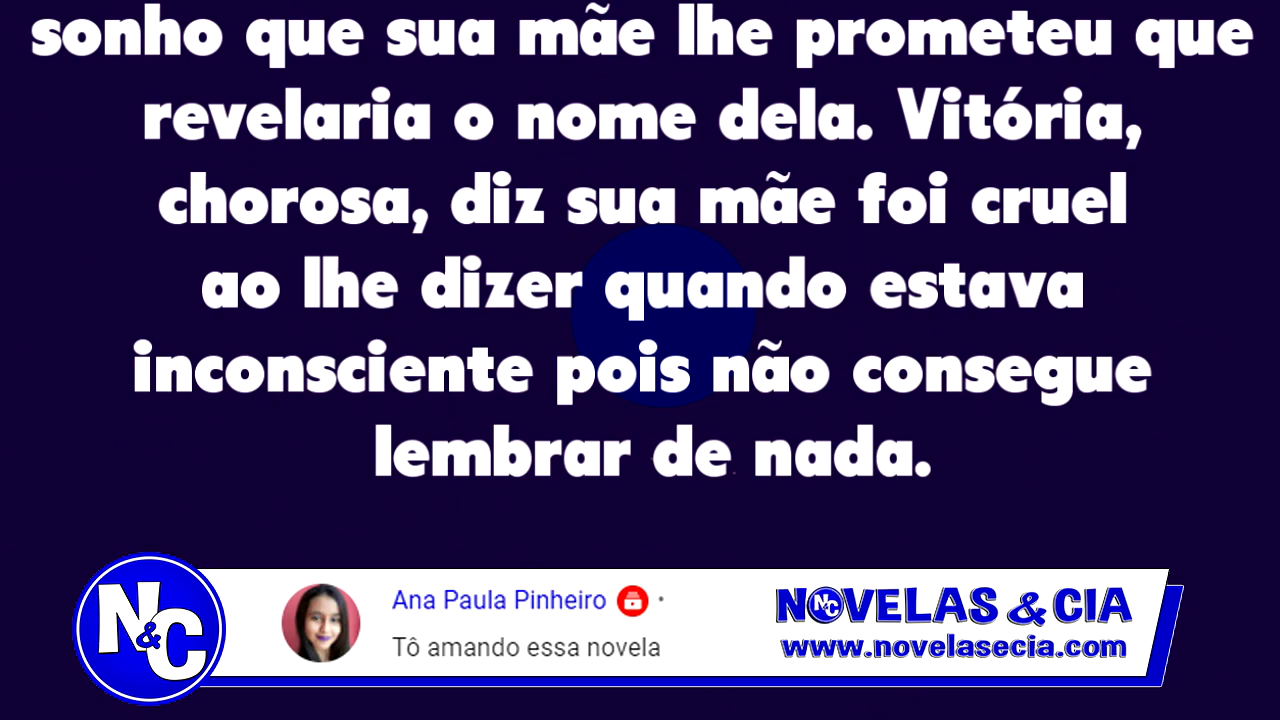 sonho que sua mãe lhe prometeu que
revelaria o nome dela. Vitória,
chorosa, diz sua mãe foi cruel
ao lhe dizer quando estava
inconsciente pois não consegue
lembrar de nada.
N&C
Ana Paula Pinheiro •
Tô amando essa novela
NOVELAS & CIA
www.novelasecia.com